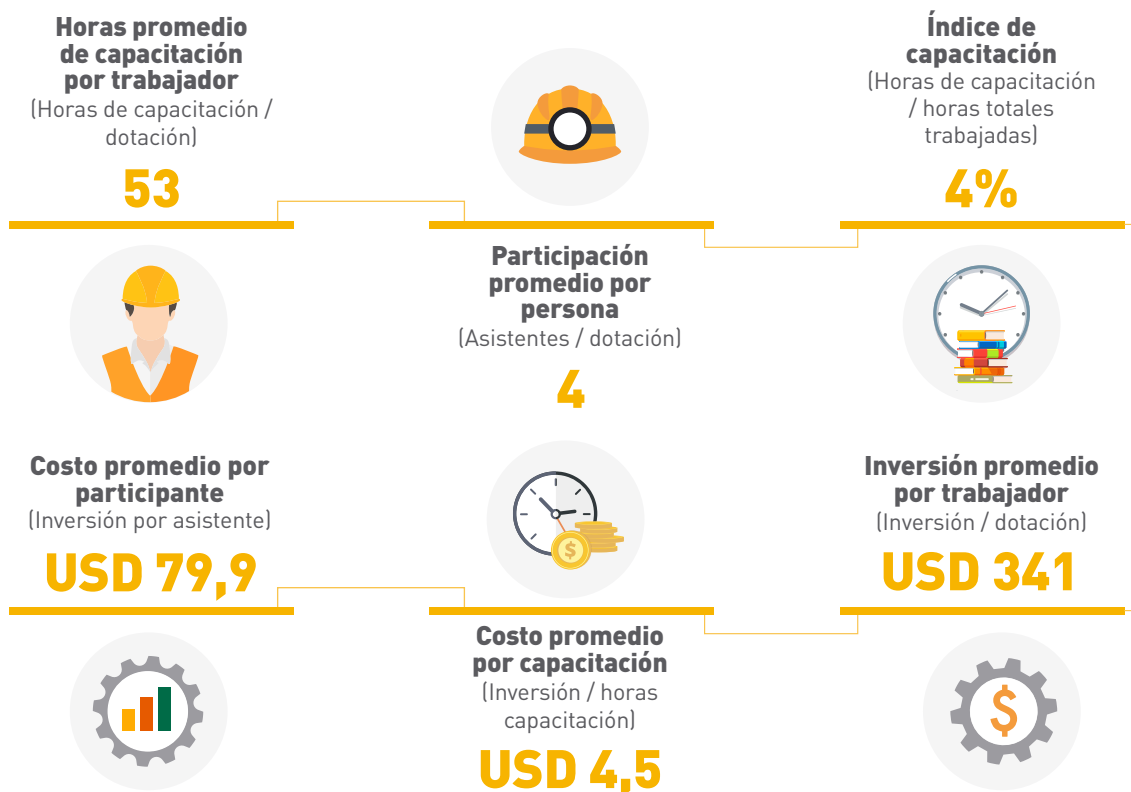 Horas promedio
de capacitación
por trabajador
(Horas de capacitación /
dotación)
53
Índice de
capacitación
(Horas de capacitación
/ horas totales
trabajadas)
4%
Participación
promedio por
persona
(Asistentes / dotación)
4
Costo promedio por
participante
(Inversión por asistente)
USD 79,9
$
Inversión promedio
por trabajador
(Inversión / dotación)
USD 341
Costo promedio
por capacitación
(Inversión / horas
capacitación)
USD 4,5
$